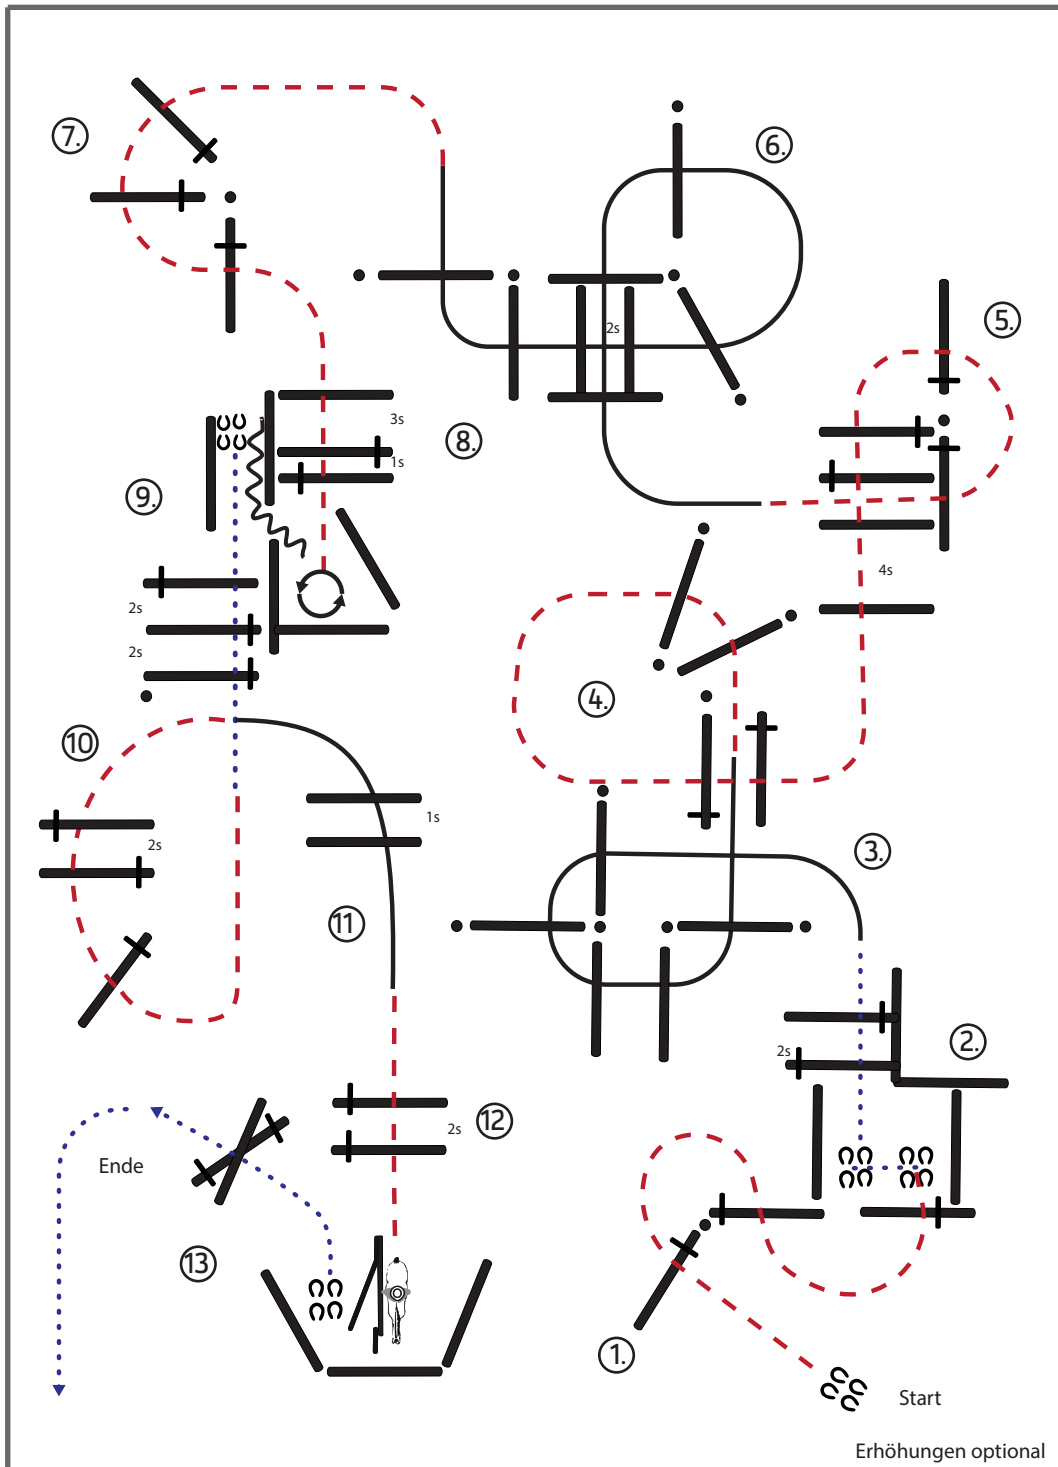 7.
6.
5.
2s
3s
8.
1s
9.
4s
2s
2s
4.
10
1s
3.
11
2s
2.
12
2s
Ende
13
1.
Start
Erhöhungen optional
2s